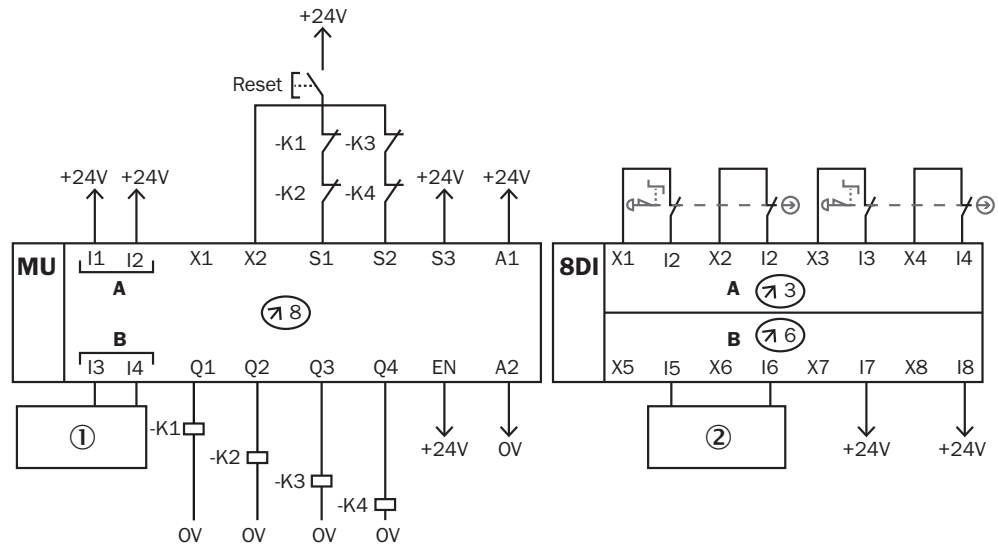 +24V
Reset
-K1 -K3
+24V +24V -K2 -K4 +24V +24V
MU I1 I2 X1 X2 S1 S2 S3 A1
A
8
B
I3 I4 Q1 Q2 Q3 Q4 EN A2
① -K1 -K2 -K3 -K4 +24V 0V
0V 0V 0V 0V
8DI X1 I2 X2 I2 X3 I3 X4 I4
A 3
B 6
X5 I5 X6 I6 X7 I7 X8 I8
② +24V +24V